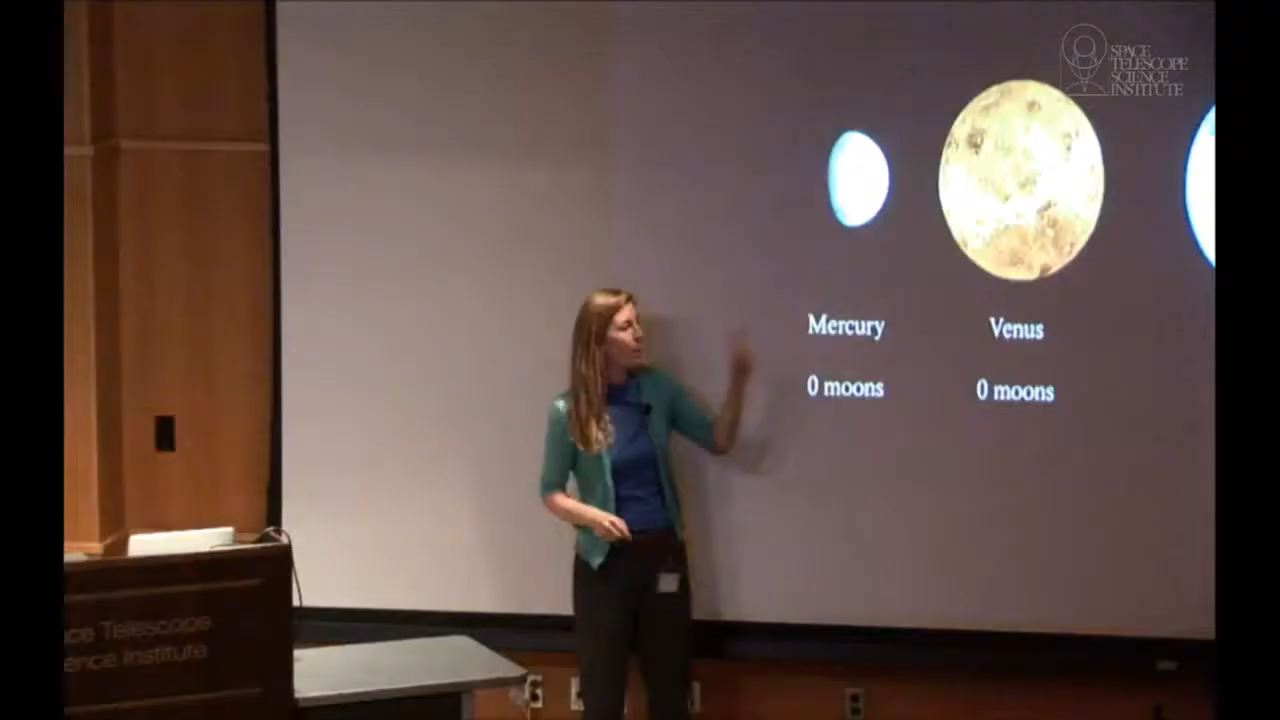 SPACE
TELESCOPE
SCIENCE
INSTITUTE
Mercury
Venus
0 moons
0 moons
ce Telescope
ence Institute